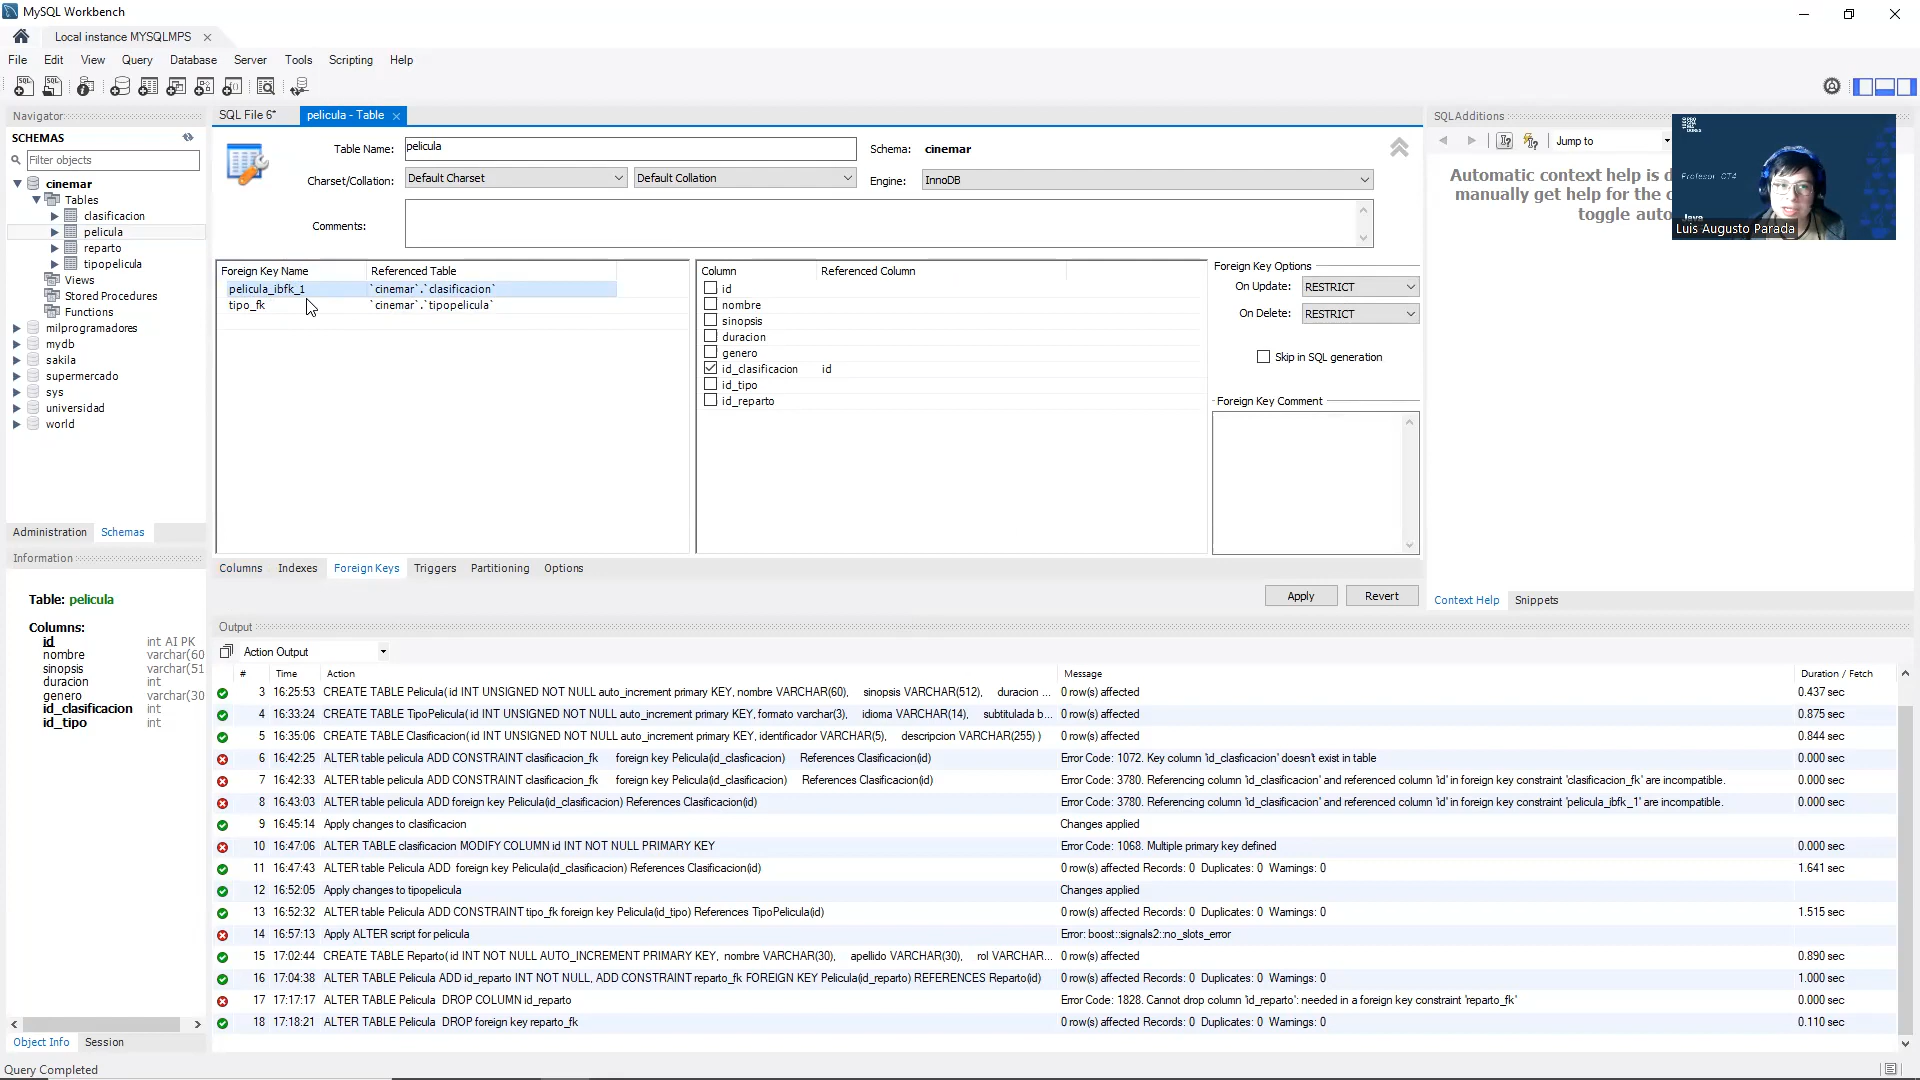 MySQL Workbench
Local instance MYSQLMPS
File Edit View Query Database Server Tools Scripting Help
Navigator
SCHEMAS
Filter objects
cinemar
Tables
clasificacion
pelicula
reparto
tipopelicula
Views
Stored Procedures
Functions
milprogramadores
mydb
sakila
supermercado
sys
universidad
world
Administration Schemas
Information
Table: pelicula
Columns:
id int AI PK
nombre varchar(60
sinopsis varchar(51
duracion int
genero varchar(30
id_clasificacion int
id_tipo int
Object Info Session
Query Completed
SQL File 6* pelicula - Table
Table Name: pelicula Schema: cinemar
Charset/Collation: Default Charset Default Collation Engine: InnoDB
Comments:
Foreign Key Name Referenced Table
pelicula_ibfk_1 `cinemar`.`clasificacion`
tipo_fk `cinemar`.`tipopelicula`
Column Referenced Column
id
nombre
sinopsis
duracion
genero
id_clasificacion id
id_tipo
id_reparto
Foreign Key Options
On Update: RESTRICT
On Delete: RESTRICT
Skip in SQL generation
Foreign Key Comment
Columns Indexes Foreign Keys Triggers Partitioning Options
Apply Revert
SQLAdditions
Jump to
Automatic context help is d
manually get help for the c
toggle auto
Profesor CT4
Java
Luis Augusto Parada
Context Help Snippets
Output
Action Output
# Time Action Message Duration / Fetch
3 16:25:53 CREATE TABLE Pelicula( id INT UNSIGNED NOT NULL auto_increment primary KEY, nombre VARCHAR(60), sinopsis VARCHAR(512), duracion ... 0 row(s) affected 0.437 sec
4 16:33:24 CREATE TABLE TipoPelicula( id INT UNSIGNED NOT NULL auto_increment primary KEY, formato varchar(3), idioma VARCHAR(14), subtitulada b... 0 row(s) affected 0.875 sec
5 16:35:06 CREATE TABLE Clasificacion( id INT UNSIGNED NOT NULL auto_increment primary KEY, identificador VARCHAR(5), descripcion VARCHAR(255) ) 0 row(s) affected 0.844 sec
6 16:42:25 ALTER table pelicula ADD CONSTRAINT clasificacion_fk foreign key Pelicula(id_clasficacion) References Clasificacion(id) Error Code: 1072. Key column 'id_clasficacion' doesn't exist in table 0.000 sec
7 16:42:33 ALTER table pelicula ADD CONSTRAINT clasificacion_fk foreign key Pelicula(id_clasificacion) References Clasificacion(id) Error Code: 3780. Referencing column 'id_clasificacion' and referenced column 'id' in foreign key constraint 'clasificacion_fk' are incompatible. 0.000 sec
8 16:43:03 ALTER table pelicula ADD foreign key Pelicula(id_clasificacion) References Clasificacion(id) Error Code: 3780. Referencing column 'id_clasificacion' and referenced column 'id' in foreign key constraint 'pelicula_ibfk_1' are incompatible. 0.000 sec
9 16:45:14 Apply changes to clasificacion Changes applied
10 16:47:06 ALTER TABLE clasificacion MODIFY COLUMN id INT NOT NULL PRIMARY KEY Error Code: 1068. Multiple primary key defined 0.000 sec
11 16:47:43 ALTER table Pelicula ADD foreign key Pelicula(id_clasificacion) References Clasificacion(id) 0 row(s) affected Records: 0 Duplicates: 0 Warnings: 0 1.641 sec
12 16:52:05 Apply changes to tipopelicula Changes applied
13 16:52:32 ALTER table Pelicula ADD CONSTRAINT tipo_fk foreign key Pelicula(id_tipo) References TipoPelicula(id) 0 row(s) affected Records: 0 Duplicates: 0 Warnings: 0 1.515 sec
14 16:57:13 Apply ALTER script for pelicula Error: boost::signals2::no_slots_error
15 17:02:44 CREATE TABLE Reparto( id INT NOT NULL AUTO_INCREMENT PRIMARY KEY, nombre VARCHAR(30), apellido VARCHAR(30), rol VARCHAR... 0 row(s) affected 0.890 sec
16 17:04:38 ALTER TABLE Pelicula ADD id_reparto INT NOT NULL, ADD CONSTRAINT reparto_fk FOREIGN KEY Pelicula(id_reparto) REFERENCES Reparto(id) 0 row(s) affected Records: 0 Duplicates: 0 Warnings: 0 1.000 sec
17 17:17:17 ALTER TABLE Pelicula DROP COLUMN id_reparto Error Code: 1828. Cannot drop column 'id_reparto': needed in a foreign key constraint 'reparto_fk' 0.000 sec
18 17:18:21 ALTER TABLE Pelicula DROP foreign key reparto_fk 0 row(s) affected Records: 0 Duplicates: 0 Warnings: 0 0.110 sec